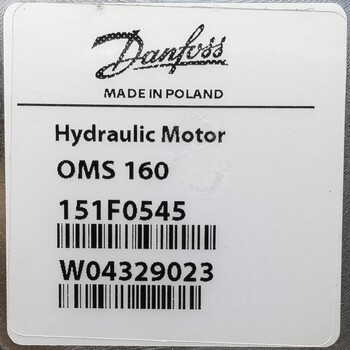 Danfoss
MADE IN POLAND
Hydraulic Motor
OMS 160
151F0545
W04329023